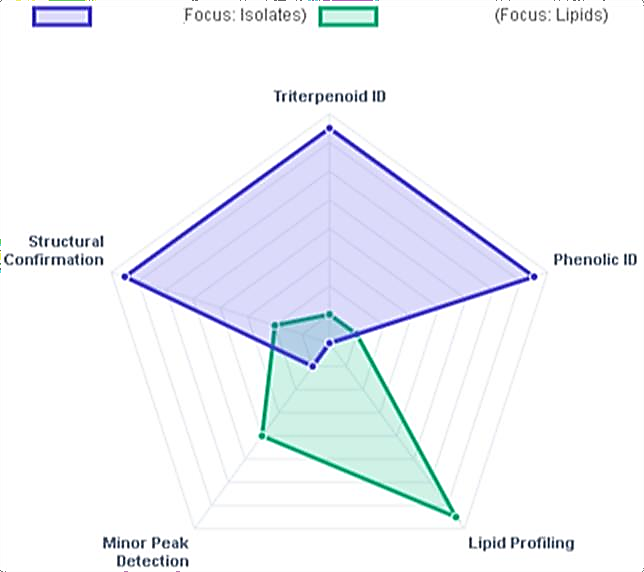 Focus: Isolates)
(Focus: Lipids)
Triterpenoid ID
Structural
Confirmation
Phenolic ID
Minor Peak
Detection
Lipid Profiling